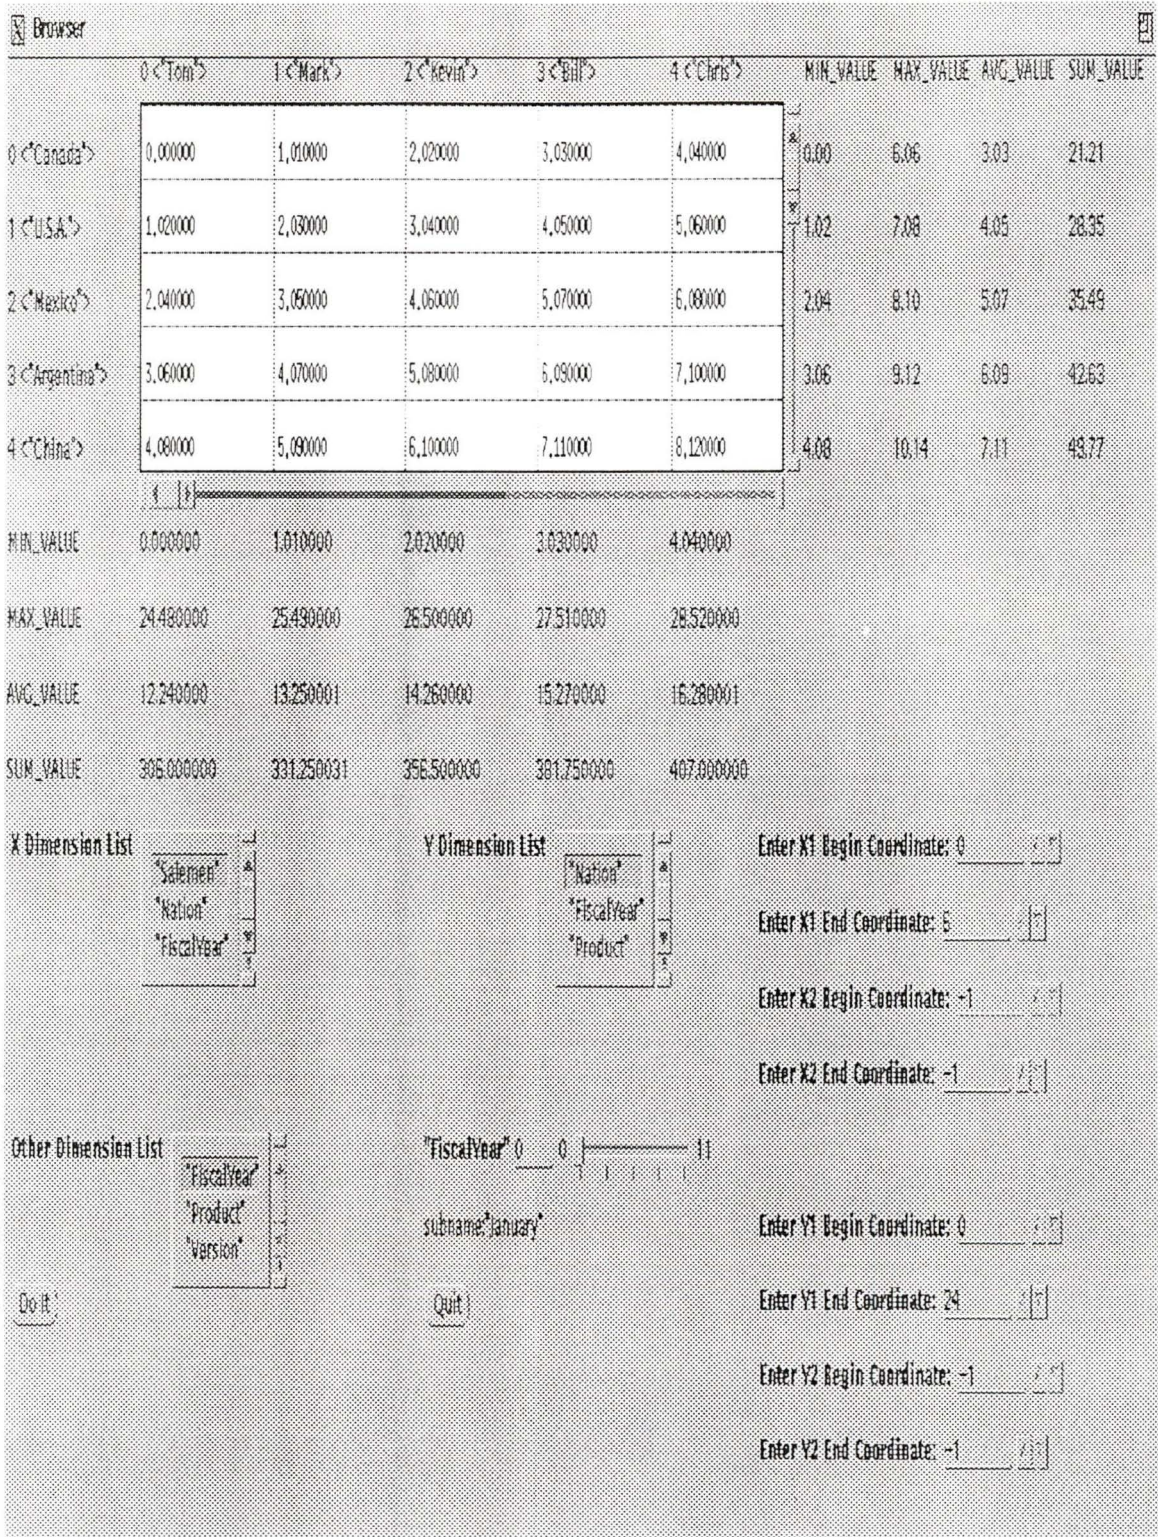 Browser
0 <"Tom"> 1 <"Mark"> 2 <"Kevin"> 3 <"Bill"> 4 <"Chris"> MIN_VALUE MAX_VALUE AVG_VALUE SUM_VALUE
0 <"Canada"> 0.000000 1.010000 2.020000 3.030000 4.040000 0.00 6.06 3.03 21.21
1 <"U.S.A."> 1.020000 2.030000 3.040000 4.050000 5.060000 1.02 7.08 4.05 28.35
2 <"Mexico"> 2.040000 3.050000 4.060000 5.070000 6.080000 2.04 8.10 5.07 35.49
3 <"Argentina"> 3.060000 4.070000 5.080000 6.090000 7.100000 3.06 9.12 6.09 42.63
4 <"China"> 4.080000 5.090000 6.100000 7.110000 8.120000 4.08 10.14 7.11 49.77
MIN_VALUE 0.000000 1.010000 2.020000 3.030000 4.040000
MAX_VALUE 24.480000 25.490000 26.500000 27.510000 28.520000
AVG_VALUE 12.240000 13.250001 14.260000 15.270000 16.280001
SUM_VALUE 306.000000 331.250031 356.500000 381.750000 407.000000
X Dimension List
"Salemen"
"Nation"
"FiscalYear"
Y Dimension List
"Nation"
"FiscalYear"
"Product"
Enter X1 Begin Coordinate: 0
Enter X1 End Coordinate: 6
Enter X2 Begin Coordinate: -1
Enter X2 End Coordinate: -1
Other Dimension List
"FiscalYear"
"Product"
"Version"
"FiscalYear" 0 0 11
subname:"January"
Enter Y1 Begin Coordinate: 0
Enter Y1 End Coordinate: 24
Enter Y2 Begin Coordinate: -1
Enter Y2 End Coordinate: -1
Do It
Quit